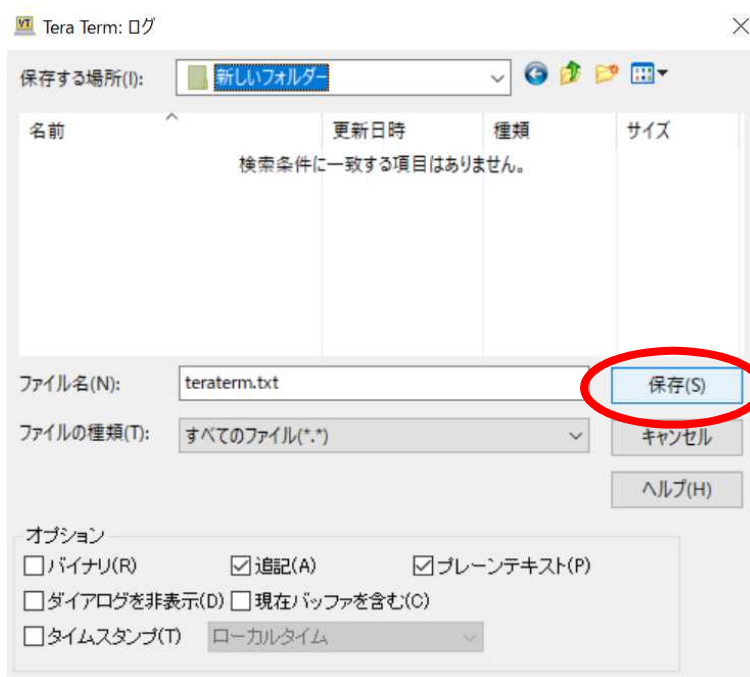 Tera Term: ログ
保存する場所(I):
新しいフォルダー
名前 更新日時 種類 サイズ
検索条件に一致する項目はありません。
ファイル名(N): teraterm.txt 保存(S)
ファイルの種類(T): すべてのファイル(*.*) キャンセル
ヘルプ(H)
オプション
バイナリ(R) 追記(A) プレーンテキスト(P)
ダイアログを非表示(D) 現在バッファを含む(C)
タイムスタンプ(T) ローカルタイム